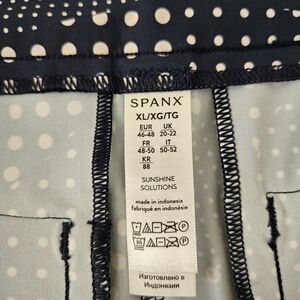 SPANX
XL/XG/TG
EUR UK
46-48 20-22
FR IT
48-50 50-52
KR
88
SUNSHINE
SOLUTIONS
made in indonesia
fabriqué en indonésie
Изготовлено в
Индонезии